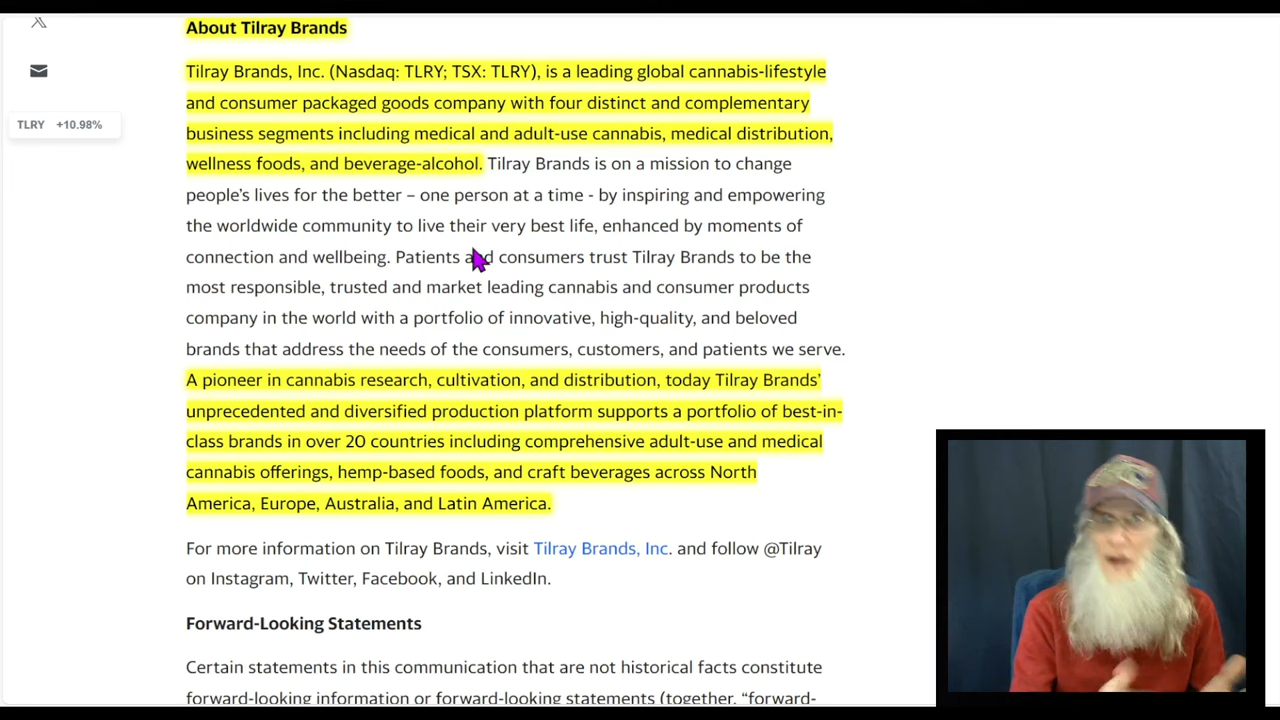 About Tilray Brands
Tilray Brands, Inc. (Nasdaq: TLRY; TSX: TLRY), is a leading global cannabis-lifestyle
and consumer packaged goods company with four distinct and complementary
TLRY +10.98%
business segments including medical and adult-use cannabis, medical distribution,
wellness foods, and beverage-alcohol. Tilray Brands is on a mission to change
people's lives for the better – one person at a time - by inspiring and empowering
the worldwide community to live their very best life, enhanced by moments of
connection and wellbeing. Patients and consumers trust Tilray Brands to be the
most responsible, trusted and market leading cannabis and consumer products
company in the world with a portfolio of innovative, high-quality, and beloved
brands that address the needs of the consumers, customers, and patients we serve.
A pioneer in cannabis research, cultivation, and distribution, today Tilray Brands’
unprecedented and diversified production platform supports a portfolio of best-in-
class brands in over 20 countries including comprehensive adult-use and medical
cannabis offerings, hemp-based foods, and craft beverages across North
America, Europe, Australia, and Latin America.
For more information on Tilray Brands, visit Tilray Brands, Inc. and follow @Tilray
on Instagram, Twitter, Facebook, and LinkedIn.
Forward-Looking Statements
Certain statements in this communication that are not historical facts constitute
forward-looking information or forward-looking statements (together, “forward-